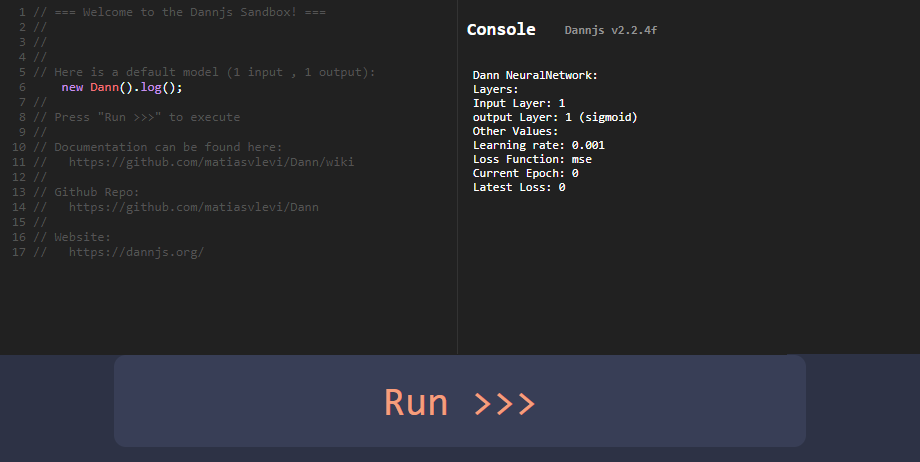 1 // === Welcome to the Dannjs Sandbox! ===
2 //
3 //
4 //
5 // Here is a default model (1 input , 1 output):
6 new Dann().log();
7 //
8 // Press "Run >>>" to execute
9 //
10 // Documentation can be found here:
11 // https://github.com/matiasvlevi/Dann/wiki
12 //
13 // Github Repo:
14 // https://github.com/matiasvlevi/Dann
15 //
16 // Website:
17 // https://dannjs.org/
Console Dannjs v2.2.4f
Dann NeuralNetwork:
Layers:
Input Layer: 1
output Layer: 1 (sigmoid)
Other Values:
Learning rate: 0.001
Loss Function: mse
Current Epoch: 0
Latest Loss: 0
Run >>>